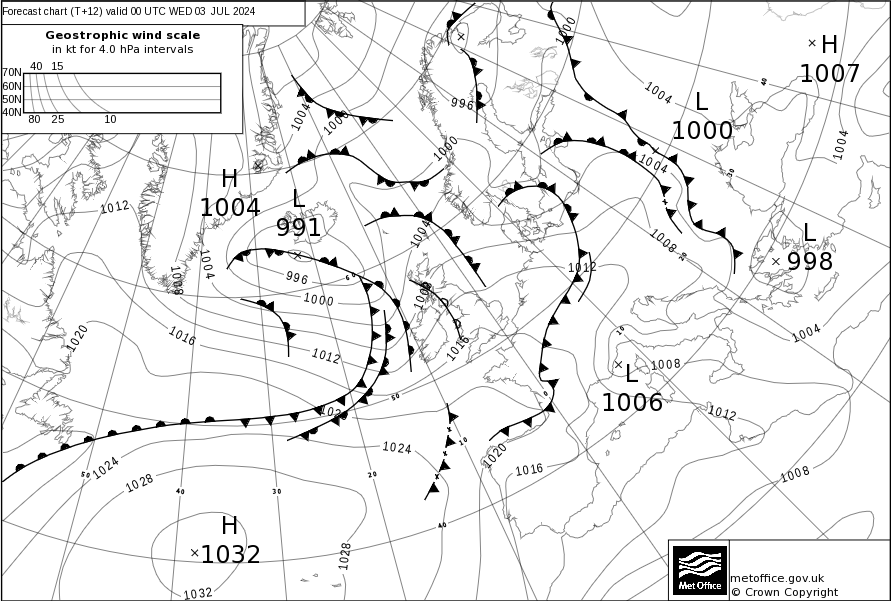 Forecast chart (T+12) valid 00 UTC WED 03 JUL 2024
Geostrophic wind scale
in kt for 4.0 hPa intervals
40 15
70N
60N
50N
40N
80 25 10
1000
H
1007
1004
40
996
L
1000
1004
1000
1004
1000
1004
H
1004
1012
L
991
1004
1008
998
L
1004
1008
1012
996
1000
1008
1004
1020
1016
1012
1016
10
1004
L
1006
1008
1012
50
1020
1024
1024
1028
50
40
30
20
10
1020
1016
1008
40
H
1032
1028
1032
Met Office
metoffice.gov.uk
© Crown Copyright